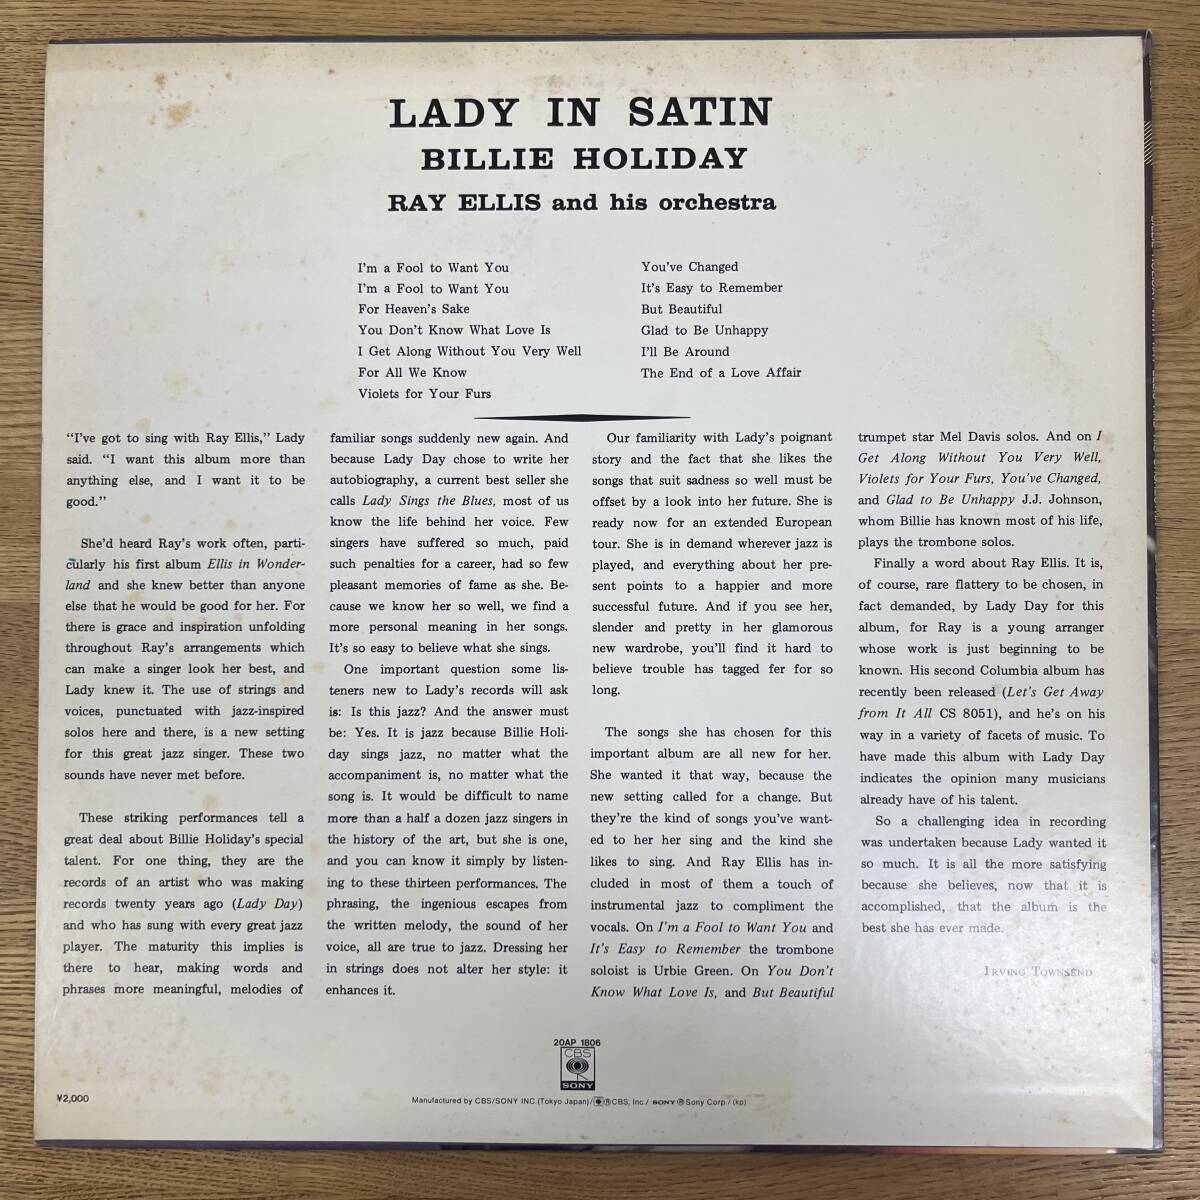 LADY IN SATIN
BILLIE HOLIDAY
RAY ELLIS and his orchestra
I'm a Fool to Want You
I'm a Fool to Want You
For Heaven's Sake
You Don't Know What Love Is
I Get Along Without You Very Well
For All We Know
Violets for Your Furs
You've Changed
It's Easy to Remember
But Beautiful
Glad to Be Unhappy
I'll Be Around
The End of a Love Affair
"I've got to sing with Ray Ellis," Lady
said. "I want this album more than
anything else, and I want it to be
good."
She'd heard Ray's work often, parti-
cularly his first album Ellis in Wonder-
land and she knew better than anyone
else that he would be good for her. For
there is grace and inspiration unfolding
throughout Ray's arrangements which
can make a singer look her best, and
Lady knew it. The use of strings and
voices, punctuated with jazz-inspired
solos here and there, is a new setting
for this great jazz singer. These two
sounds have never met before.
These striking performances tell a
great deal about Billie Holiday's special
talent. For one thing, they are the
records of an artist who was making
records twenty years ago (Lady Day)
and who has sung with every great jazz
player. The maturity this implies is
there to hear, making words and
phrases more meaningful, melodies of
familiar songs suddenly new again. And
because Lady Day chose to write her
autobiography, a current best seller she
calls Lady Sings the Blues, most of us
know the life behind her voice. Few
singers have suffered so much, paid
such penalties for a career, had so few
pleasant memories of fame as she. Be-
cause we know her so well, we find a
more personal meaning in her songs.
It's so easy to believe what she sings.
One important question some lis-
teners new to Lady's records will ask
is: Is this jazz? And the answer must
be: Yes. It is jazz because Billie Holi-
day sings jazz, no matter what the
accompaniment is, no matter what the
song is. It would be difficult to name
more than a half a dozen jazz singers in
the history of the art, but she is one,
and you can know it simply by listen-
ing to these thirteen performances. The
phrasing, the ingenious escapes from
the written melody, the sound of her
voice, all are true to jazz. Dressing her
in strings does not alter her style: it
enhances it.
Our familiarity with Lady's poignant
story and the fact that she likes the
songs that suit sadness so well must be
offset by a look into her future. She is
ready now for an extended European
tour. She is in demand wherever jazz is
played, and everything about her pre-
sent points to a happier and more
successful future. And if you see her,
slender and pretty in her glamorous
new wardrobe, you'll find it hard to
believe trouble has tagged fer for so
long.
The songs she has chosen for this
important album are all new for her.
She wanted it that way, because the
new setting called for a change. But
they're the kind of songs you've want-
ed to her her sing and the kind she
likes to sing. And Ray Ellis has in-
cluded in most of them a touch of
instrumental jazz to compliment the
vocals. On I'm a Fool to Want You and
It's Easy to Remember the trombone
soloist is Urbie Green. On You Don't
Know What Love Is, and But Beautiful
trumpet star Mel Davis solos. And on I
Get Along Without You Very Well,
Violets for Your Furs, You've Changed,
and Glad to Be Unhappy J.J. Johnson,
whom Billie has known most of his life,
plays the trombone solos.
Finally a word about Ray Ellis. It is,
of course, rare flattery to be chosen, in
fact demanded, by Lady Day for this
album, for Ray is a young arranger
whose work is just beginning to be
known. His second Columbia album has
recently been released (Let's Get Away
from It All CS 8051), and he's on his
way in a variety of facets of music. To
have made this album with Lady Day
indicates the opinion many musicians
already have of his talent.
So a challenging idea in recording
was undertaken because Lady wanted it
so much. It is all the more satisfying
because she believes, now that it is
accomplished, that the album is the
best she has ever made.
IRVING TOWNSEND
20AP 1806
CBS
SONY
¥2,000
Manufactured by CBS/SONY INC.(Tokyo Japan)/ⓇCBS, Inc./ SONY ⓇSony Corp./(kp)